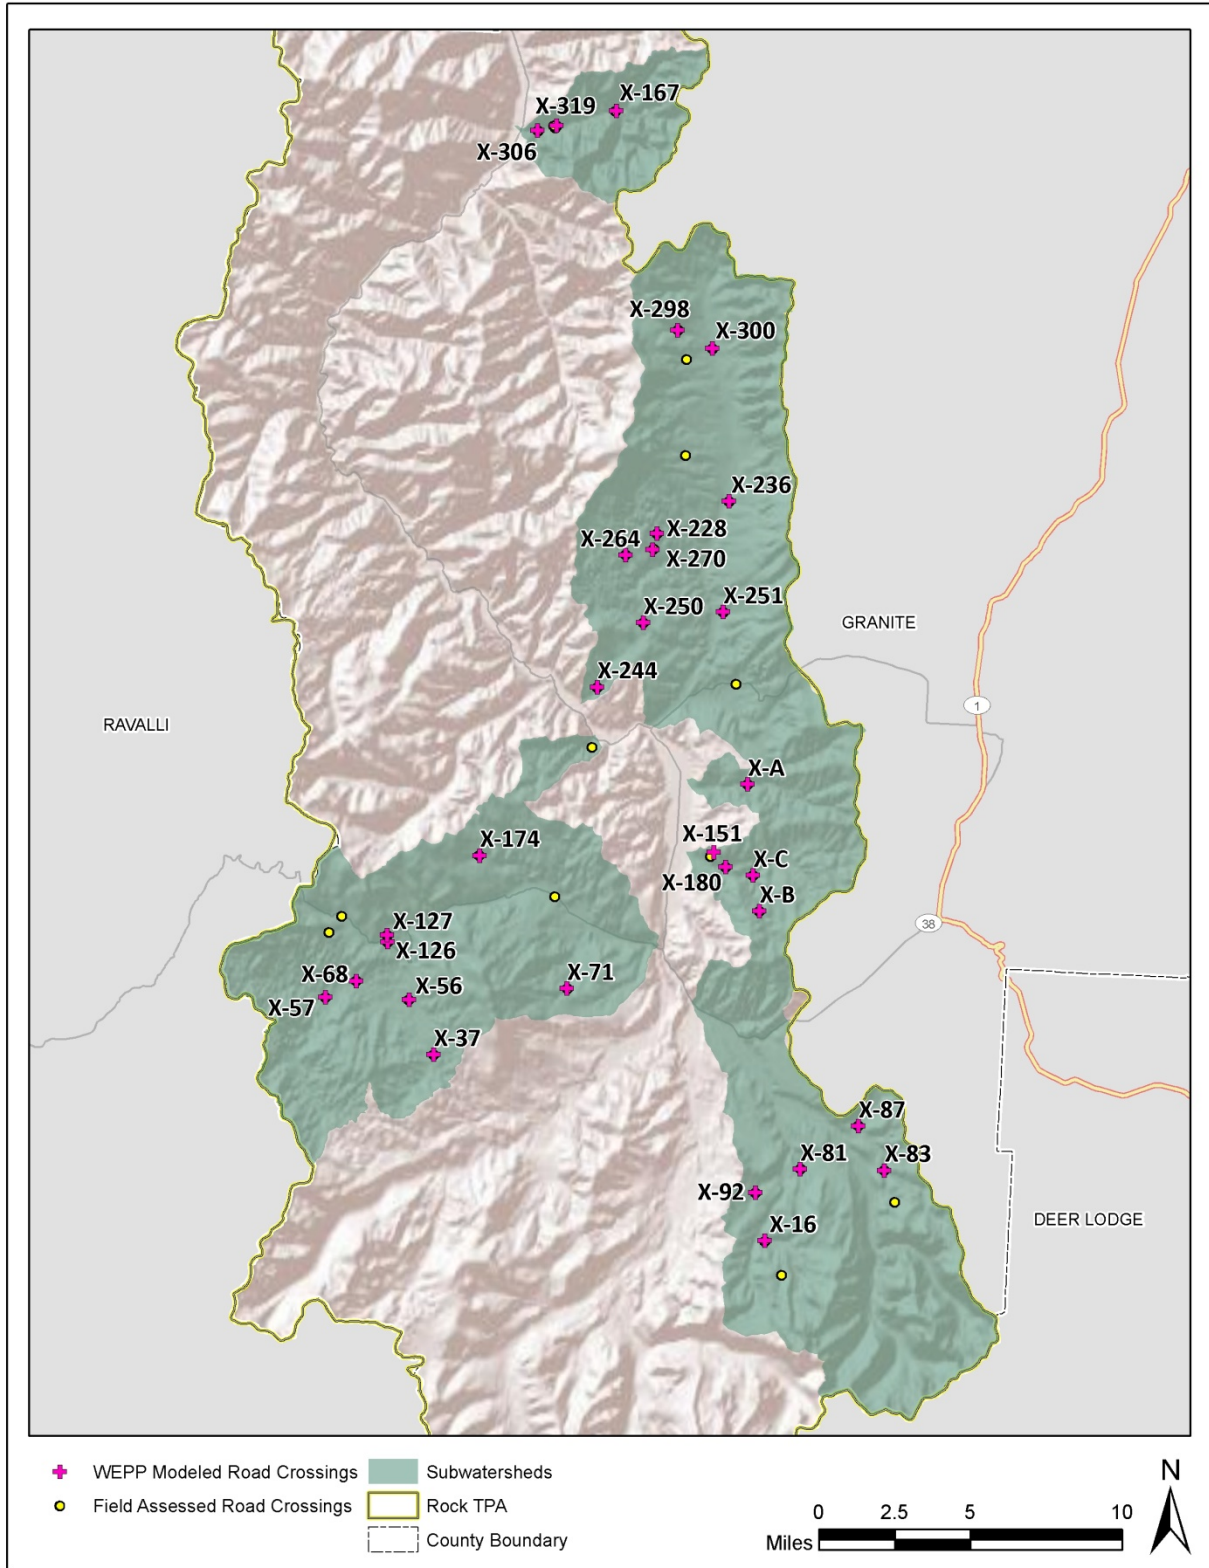 X-167
X-319
X-306
X-298
X-300
X-236
X-228
X-264
X-270
X-250
X-251
GRANITE
X-244
1
RAVALLI
X-A
X-151
X-174
X-C
X-180
X-B
38
X-127
X-126
X-68
X-71
X-56
X-57
X-37
X-87
X-81
X-83
X-92
DEER LODGE
X-16
WEPP Modeled Road Crossings
Subwatersheds
N
Field Assessed Road Crossings
Rock TPA
0 2.5 5 10
County Boundary
Miles